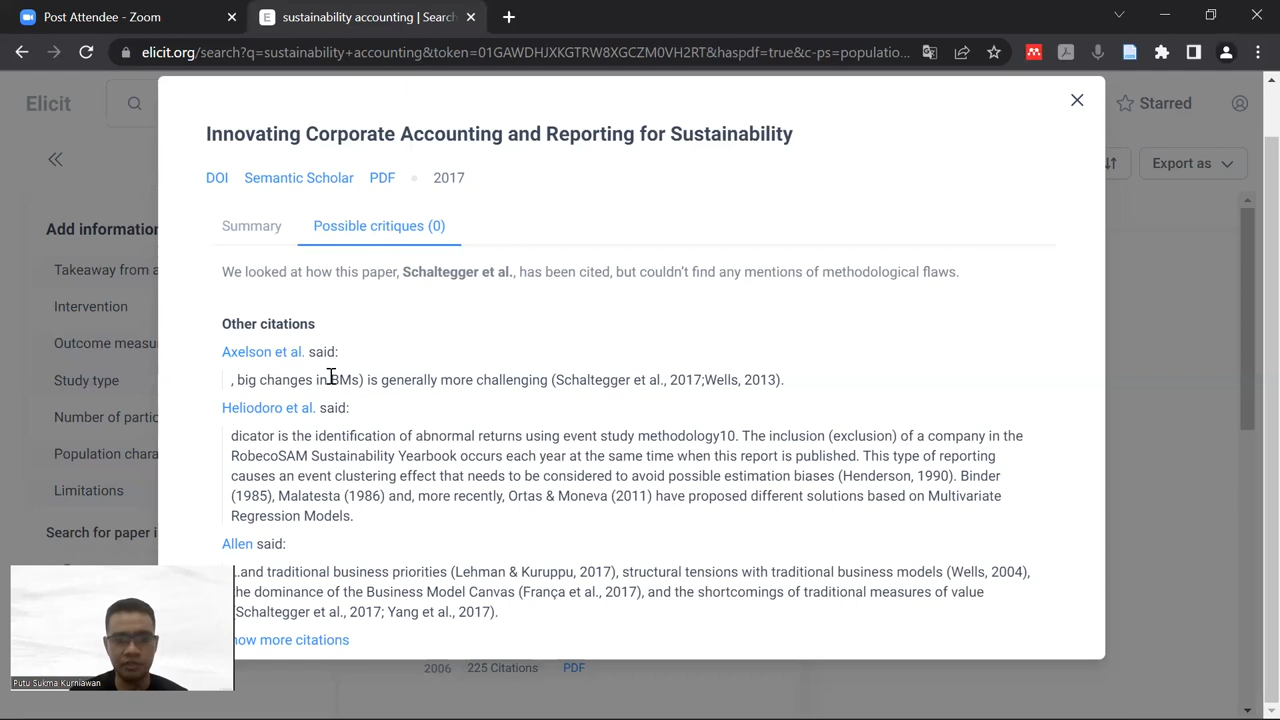 Post Attendee - Zoom
sustainability accounting | Search
elicit.org/search?q=sustainability+accounting&token=01GAWDHJXKGTRW8XGCZM0VH2RT&haspdf=true&c-ps=populatio...
Elicit
Starred
Export as
Add information
Takeaway from a
Intervention
Outcome measu
Study type
Number of partic
Population chara
Limitations
Search for paper i
Innovating Corporate Accounting and Reporting for Sustainability
DOI Semantic Scholar PDF 2017
Summary Possible critiques (0)
We looked at how this paper, Schaltegger et al., has been cited, but couldn't find any mentions of methodological flaws.
Other citations
Axelson et al. said:
, big changes in BMs) is generally more challenging (Schaltegger et al., 2017;Wells, 2013).
Heliodoro et al. said:
dicator is the identification of abnormal returns using event study methodology10. The inclusion (exclusion) of a company in the
RobecoSAM Sustainability Yearbook occurs each year at the same time when this report is published. This type of reporting
causes an event clustering effect that needs to be considered to avoid possible estimation biases (Henderson, 1990). Binder
(1985), Malatesta (1986) and, more recently, Ortas & Moneva (2011) have proposed different solutions based on Multivariate
Regression Models.
Allen said:
...and traditional business priorities (Lehman & Kuruppu, 2017), structural tensions with traditional business models (Wells, 2004),
he dominance of the Business Model Canvas (França et al., 2017), and the shortcomings of traditional measures of value
(Schaltegger et al., 2017; Yang et al., 2017).
how more citations
2006 225 Citations PDF
Putu Sukma Kurniawan